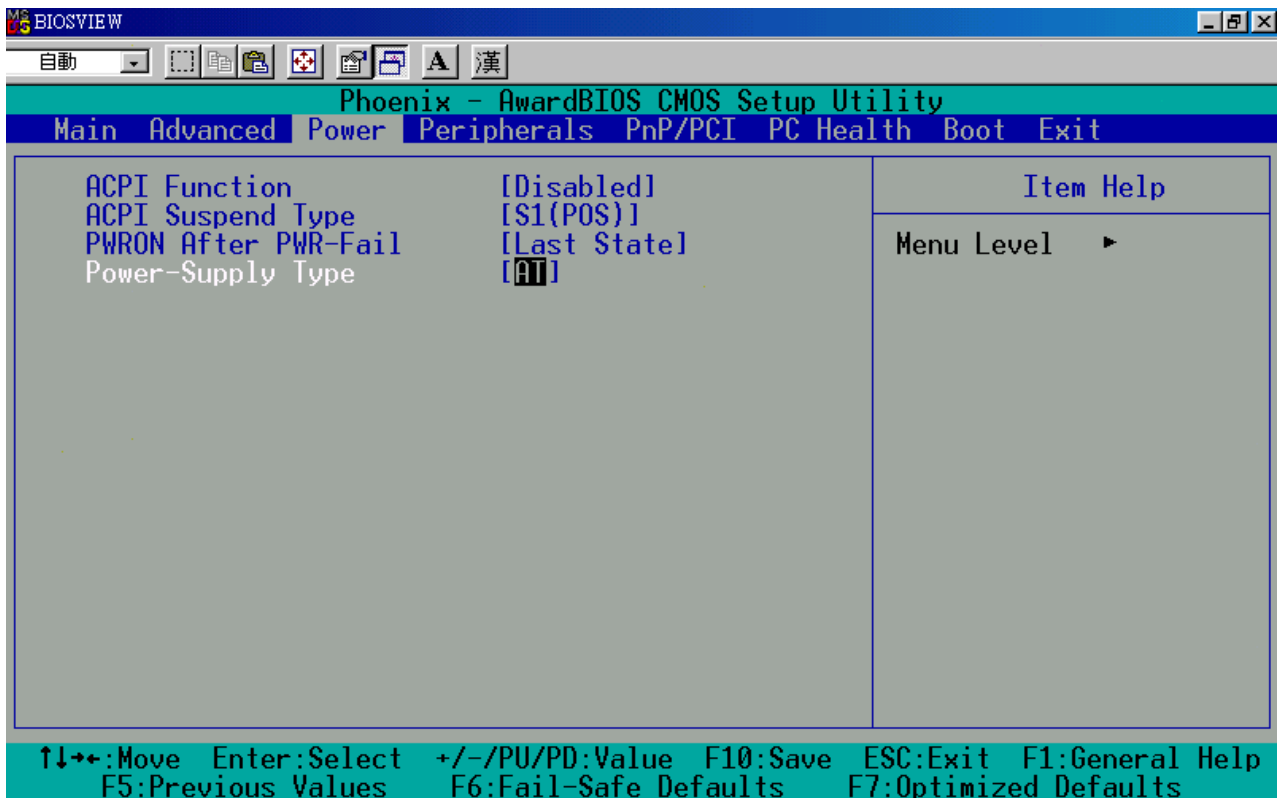 BIOSVIEW
自動 A 漢
Phoenix - AwardBIOS CMOS Setup Utility
Main Advanced Power Peripherals PnP/PCI PC Health Boot Exit
ACPI Function [Disabled]
ACPI Suspend Type [S1(POS)]
PWRON After PWR-Fail [Last State]
Power-Supply Type [AT]
Item Help
Menu Level ►
↑↓→←:Move Enter:Select +/-/PU/PD:Value F10:Save ESC:Exit F1:General Help
F5:Previous Values F6:Fail-Safe Defaults F7:Optimized Defaults